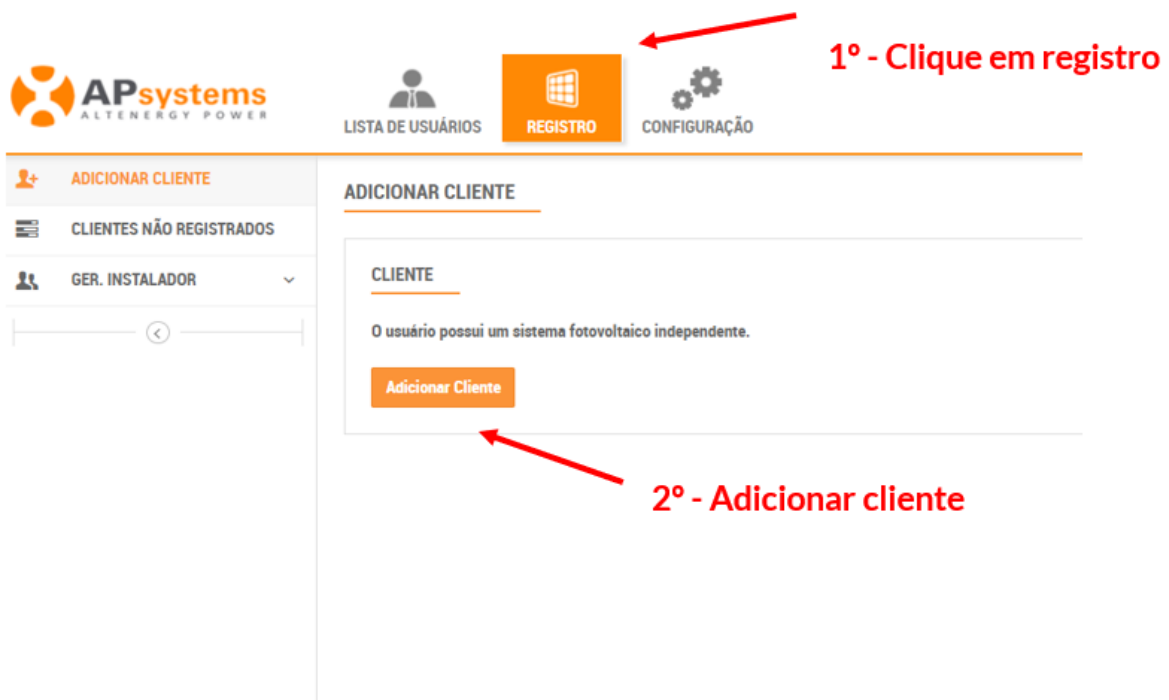 1º - Clique em registro
APsystems
ALTENERGY POWER
LISTA DE USUÁRIOS
REGISTRO
CONFIGURAÇÃO
ADICIONAR CLIENTE
CLIENTES NÃO REGISTRADOS
GER. INSTALADOR
ADICIONAR CLIENTE
CLIENTE
O usuário possui um sistema fotovoltaico independente.
Adicionar Cliente
2º - Adicionar cliente